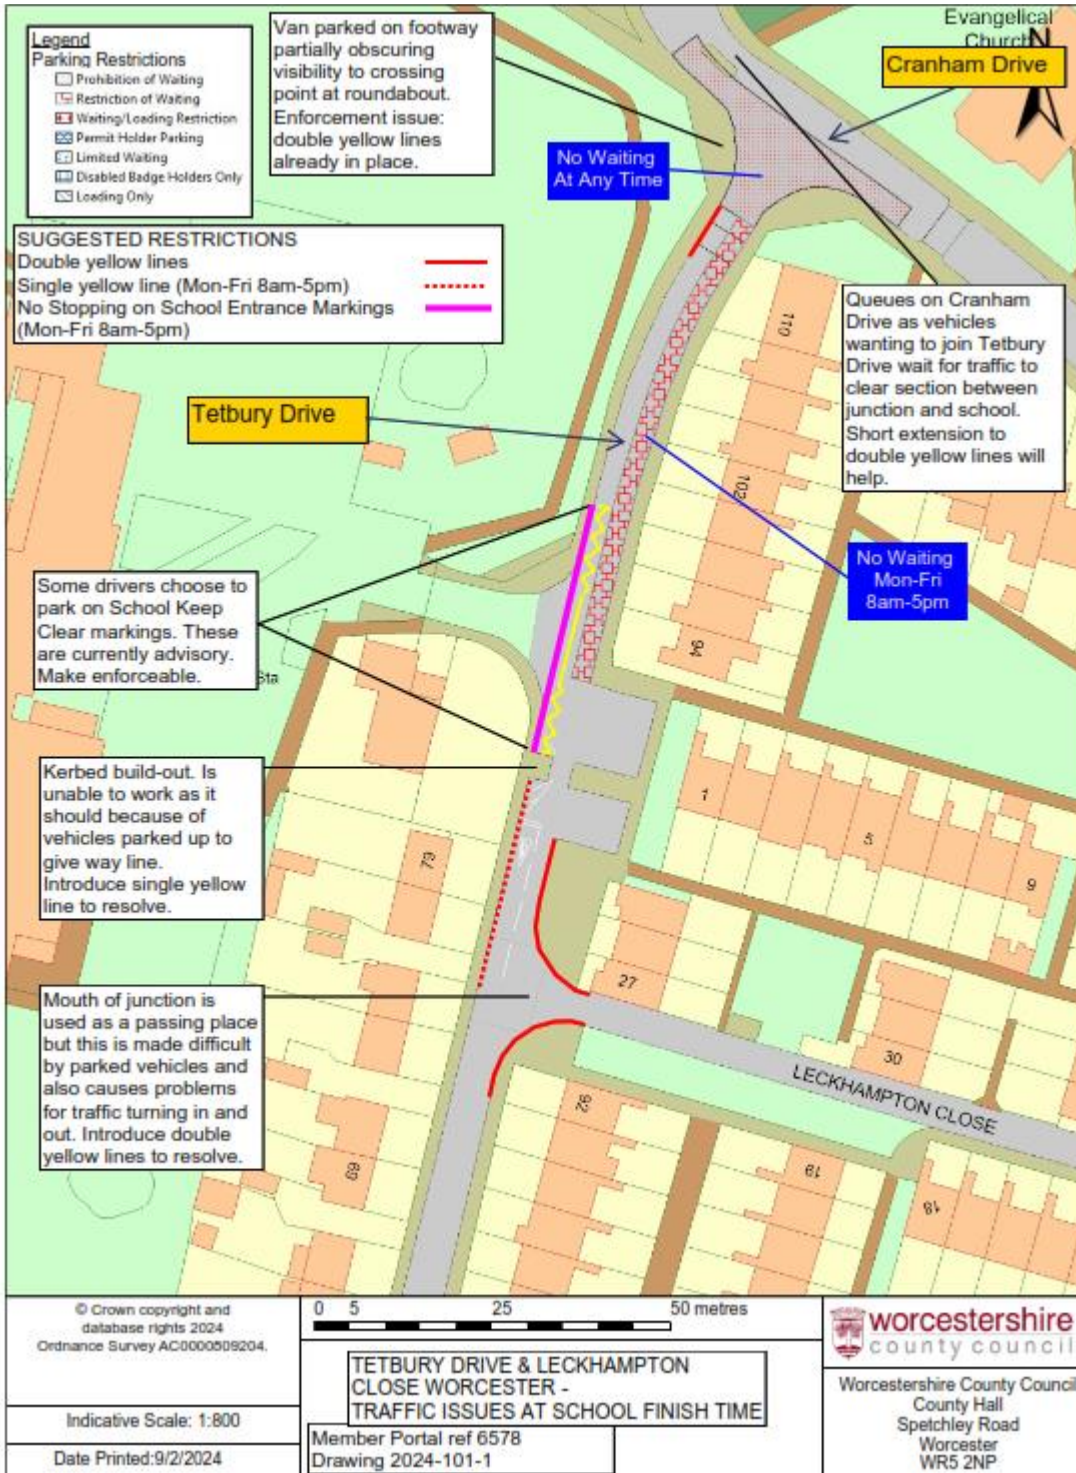 Legend
Parking Restrictions
Prohibition of Waiting
Restriction of Waiting
Waiting/Loading Restriction
Permit Holder Parking
Limited Waiting
Disabled Badge Holders Only
Loading Only
Van parked on footway
partially obscuring
visibility to crossing
point at roundabout.
Enforcement issue:
double yellow lines
already in place.
Evangelical
Church
N
Cranham Drive
No Waiting
At Any Time
SUGGESTED RESTRICTIONS
Double yellow lines
Single yellow line (Mon-Fri 8am-5pm)
No Stopping on School Entrance Markings
(Mon-Fri 8am-5pm)
Queues on Cranham
Drive as vehicles
wanting to join Tetbury
Drive wait for traffic to
clear section between
junction and school.
Short extension to
double yellow lines will
help.
110
Tetbury Drive
102
No Waiting
Mon-Fri
8am-5pm
Some drivers choose to
park on School Keep
Clear markings. These
are currently advisory.
Make enforceable.
94
Sta
Kerbed build-out. Is
unable to work as it
should because of
vehicles parked up to
give way line.
Introduce single yellow
line to resolve.
1
5
9
79
27
Mouth of junction is
used as a passing place
but this is made difficult
by parked vehicles and
also causes problems
for traffic turning in and
out. Introduce double
yellow lines to resolve.
30
LECKHAMPTON CLOSE
92
69
19
18
© Crown copyright and
database rights 2024
Ordnance Survey AC0000809204.
Indicative Scale: 1:800
Date Printed:9/2/2024
0 5 25 50 metres
TETBURY DRIVE & LECKHAMPTON
CLOSE WORCESTER -
TRAFFIC ISSUES AT SCHOOL FINISH TIME
Member Portal ref 6578
Drawing 2024-101-1
worcestershire
county council
Worcestershire County Council
County Hall
Spetchley Road
Worcester
WR5 2NP